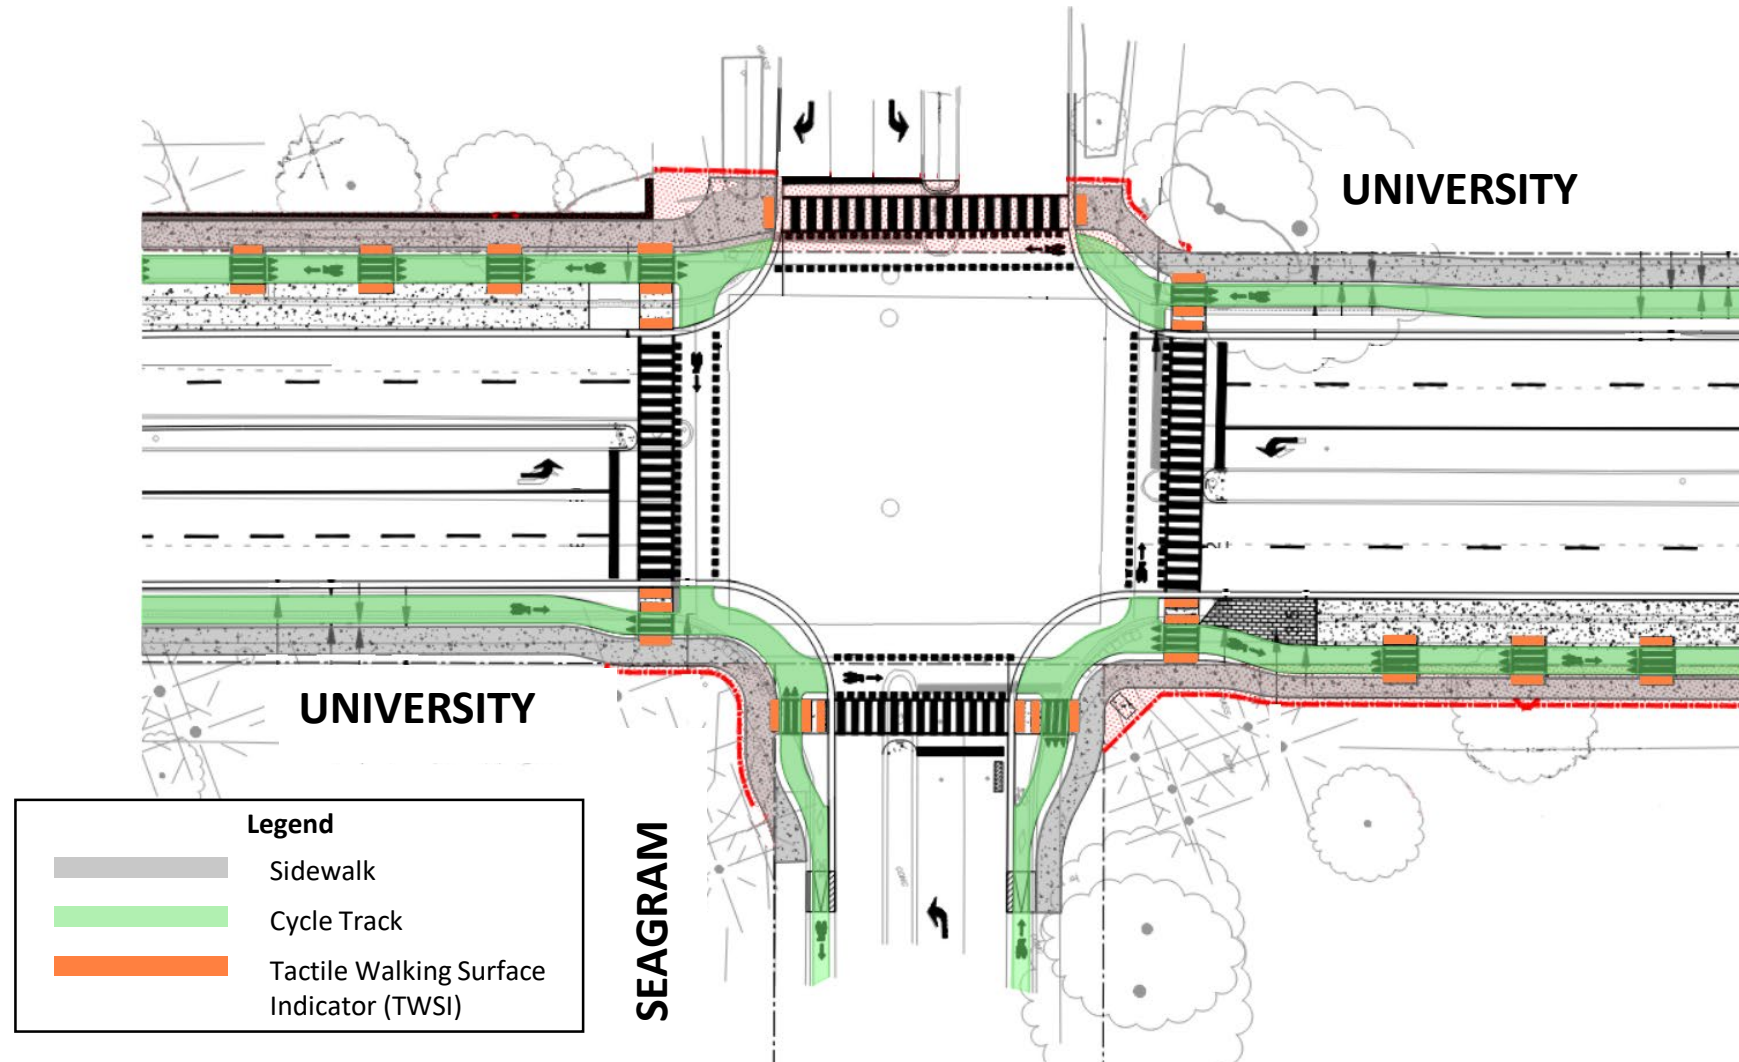 UNIVERSITY
UNIVERSITY
Legend
Sidewalk
Cycle Track
Tactile Walking Surface
Indicator (TWSI)
SEAGRAM